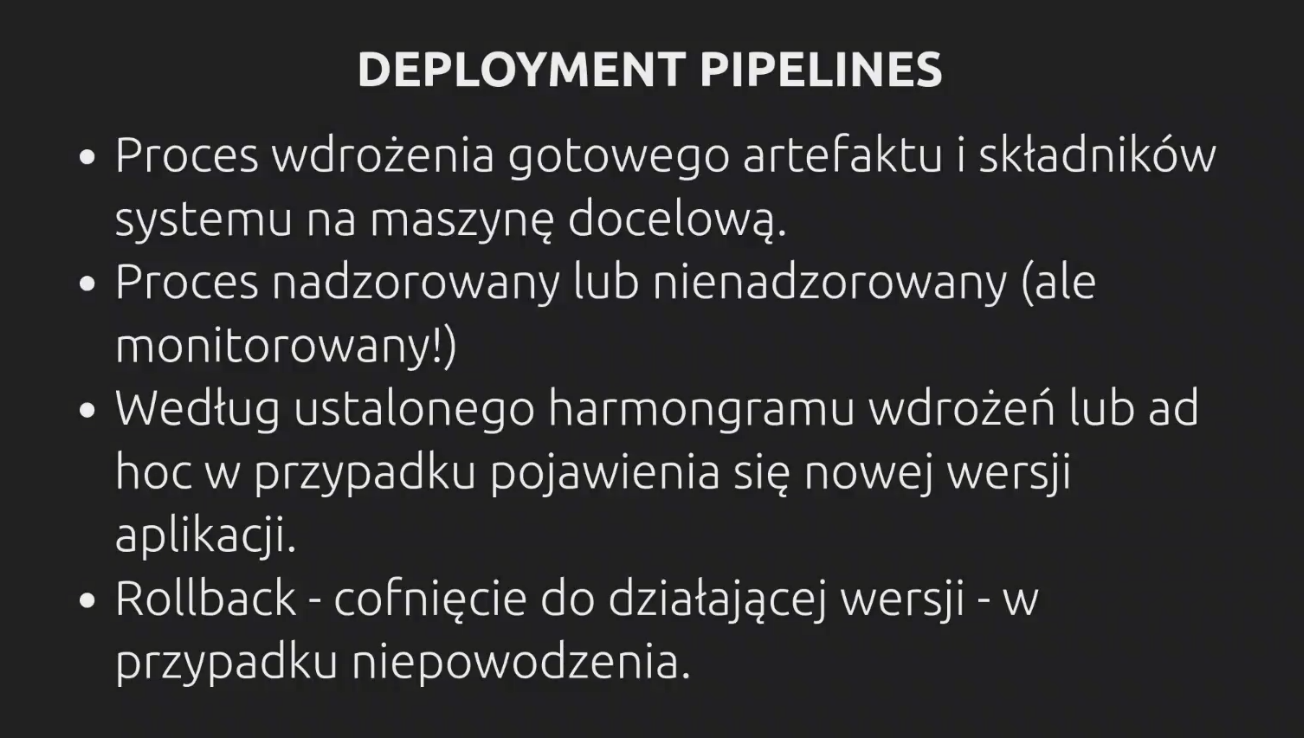 DEPLOYMENT PIPELINES
• Proces wdrożenia gotowego artefaktu i składników
systemu na maszynę docelową.
• Proces nadzorowany lub nienadzorowany (ale
monitorowany!)
• Według ustalonego harmongramu wdrożeń lub ad
hoc w przypadku pojawienia się nowej wersji
aplikacji.
• Rollback - cofnięcie do działającej wersji - w
przypadku niepowodzenia.